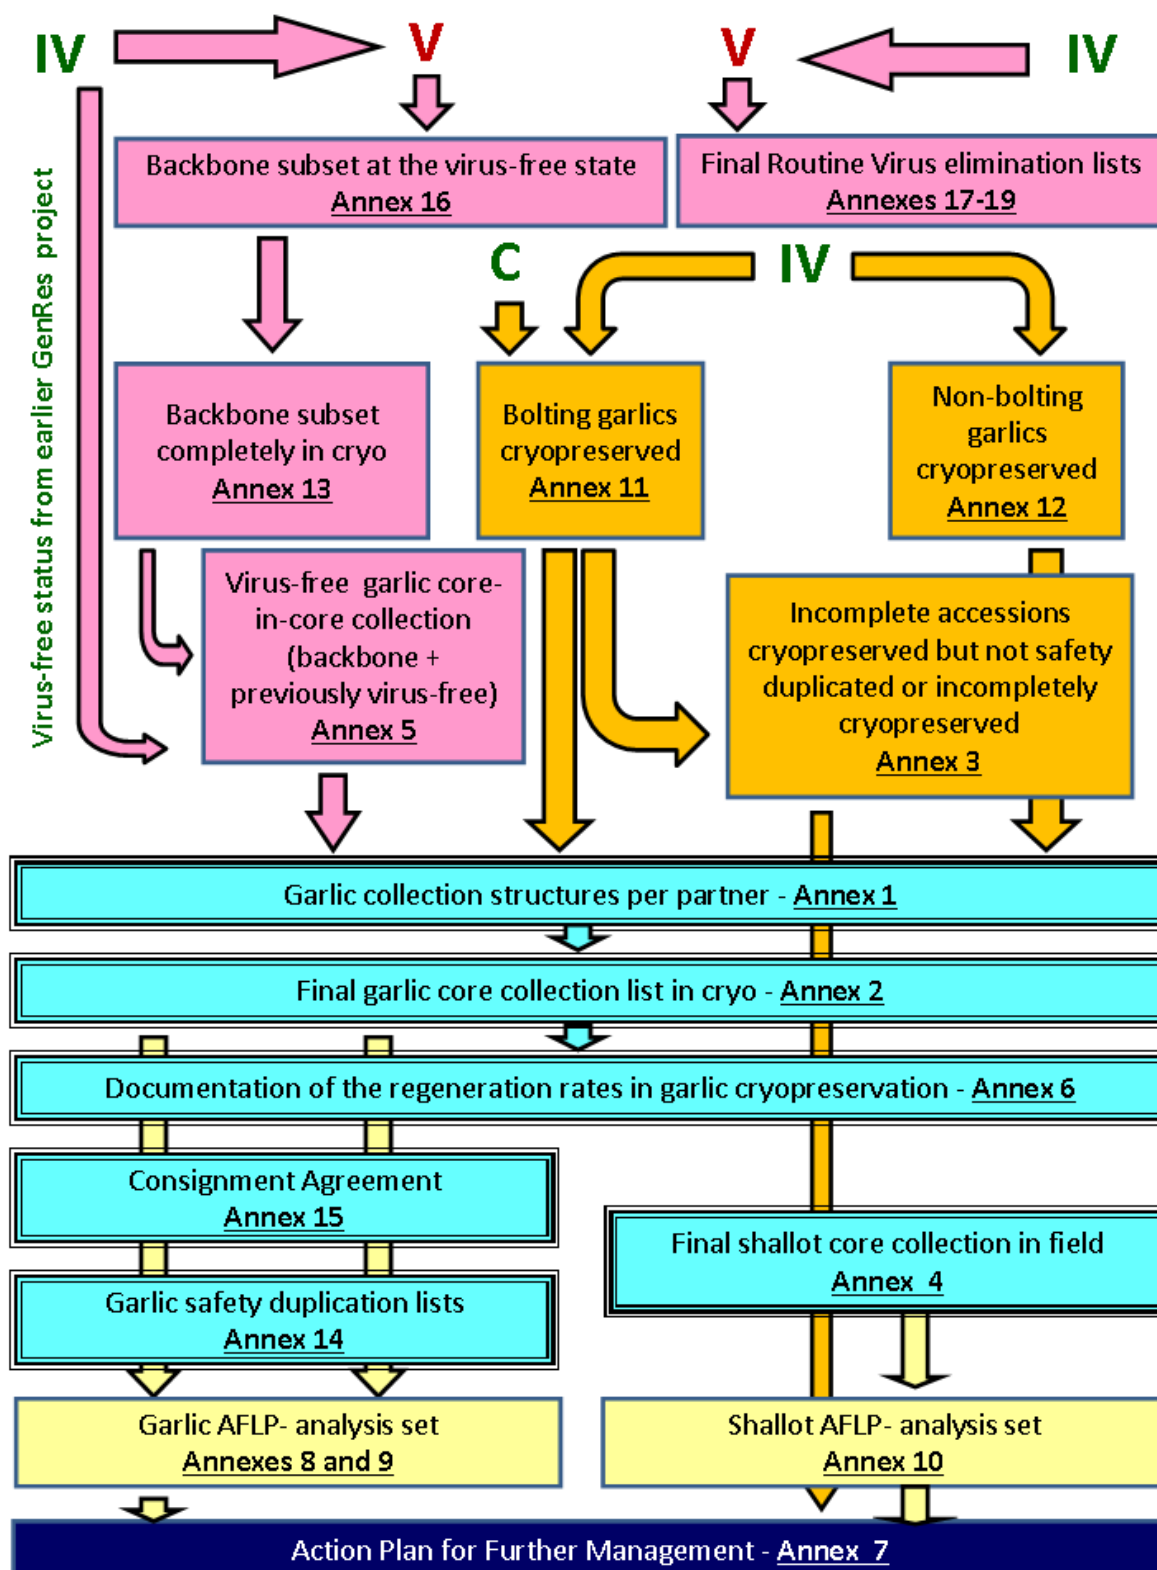 IV
V
V
IV
Virus-free status from earlier GenRes project
Backbone subset at the virus-free state
Annex 16
Final Routine Virus elimination lists
Annexes 17-19
C
IV
Backbone subset
completely in cryo
Annex 13
Bolting garlics
cryopreserved
Annex 11
Non-bolting
garlics
cryopreserved
Annex 12
Virus-free garlic core-
in-core collection
(backbone +
previously virus-free)
Annex 5
Incomplete accessions
cryopreserved but not safety
duplicated or incompletely
cryopreserved
Annex 3
Garlic collection structures per partner - Annex 1
Final garlic core collection list in cryo - Annex 2
Documentation of the regeneration rates in garlic cryopreservation - Annex 6
Consignment Agreement
Annex 15
Final shallot core collection in field
Annex 4
Garlic safety duplication lists
Annex 14
Garlic AFLP- analysis set
Annexes 8 and 9
Shallot AFLP- analysis set
Annex 10
Action Plan for Further Management - Annex 7